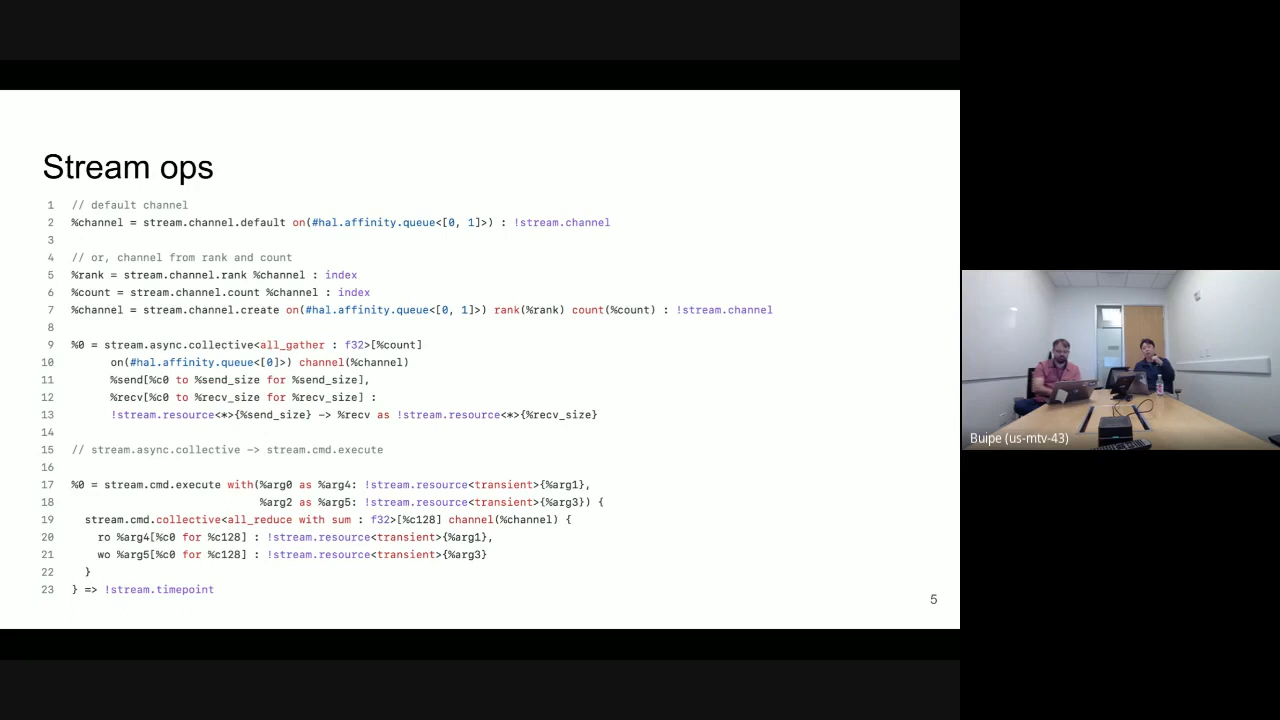 Stream ops
1 // default channel
2 %channel = stream.channel.default on(#hal.affinity.queue<[0, 1]>) : !stream.channel
3
4 // or, channel from rank and count
5 %rank = stream.channel.rank %channel : index
6 %count = stream.channel.count %channel : index
7 %channel = stream.channel.create on(#hal.affinity.queue<[0, 1]>) rank(%rank) count(%count) : !stream.channel
8
9 %0 = stream.async.collective<all_gather : f32>[%count]
10 on(#hal.affinity.queue<[0]>) channel(%channel)
11 %send[%c0 to %send_size for %send_size],
12 %recv[%c0 to %recv_size for %recv_size] :
13 !stream.resource<*>{%send_size} -> %recv as !stream.resource<*>{%recv_size}
14
15 // stream.async.collective -> stream.cmd.execute
16
17 %0 = stream.cmd.execute with(%arg0 as %arg4: !stream.resource<transient>{%arg1},
18 %arg2 as %arg5: !stream.resource<transient>{%arg3}) {
19 stream.cmd.collective<all_reduce with sum : f32>[%c128] channel(%channel) {
20 ro %arg4[%c0 for %c128] : !stream.resource<transient>{%arg1},
21 wo %arg5[%c0 for %c128] : !stream.resource<transient>{%arg3}
22 }
23 } => !stream.timepoint
5
Buipe (us-mtv-43)